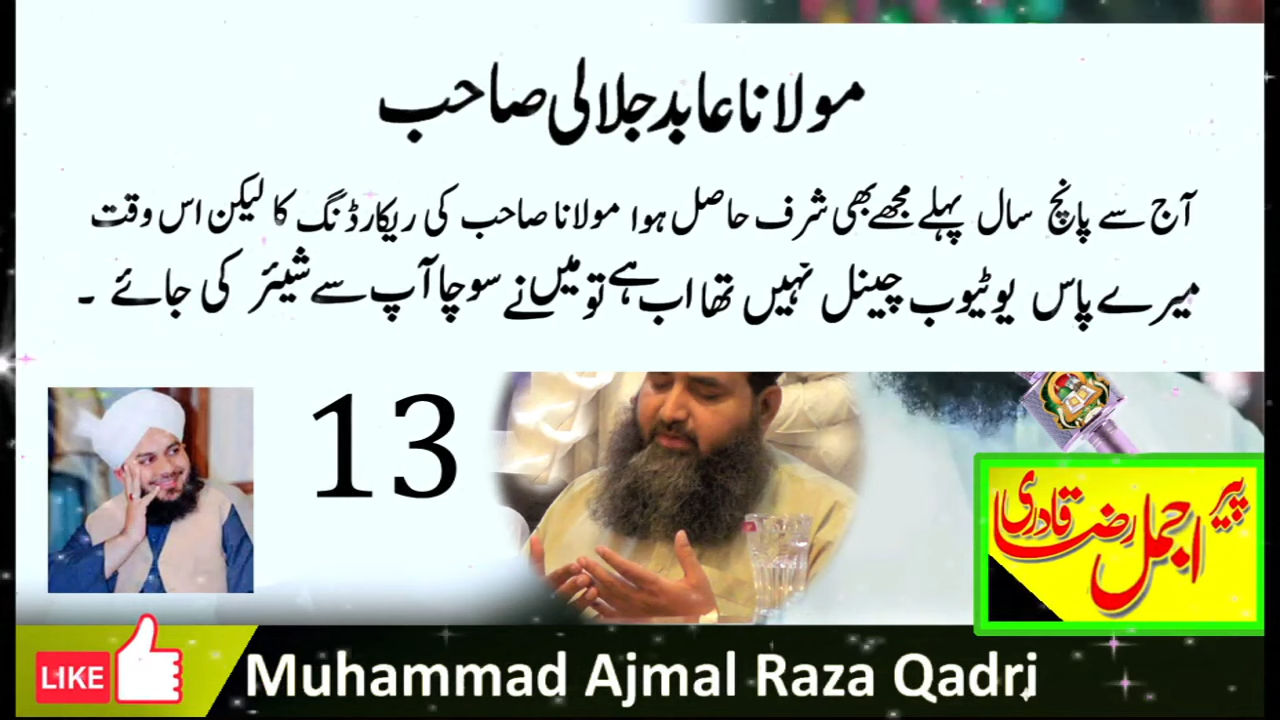 مولانا عابد جلالی صاحب
آج سے پانچ سال پہلے مجھے بھی شرف حاصل ہوا مولانا صاحب کی ریکارڈنگ کا لیکن اس وقت
میرے پاس یوٹیوب چینل نہیں تھا اب ہے تو میں نے سوچا آپ سے شیئر کی جائے ۔
13
پیر اجمل رضا قادری
LIKE
Muhammad Ajmal Raza Qadri